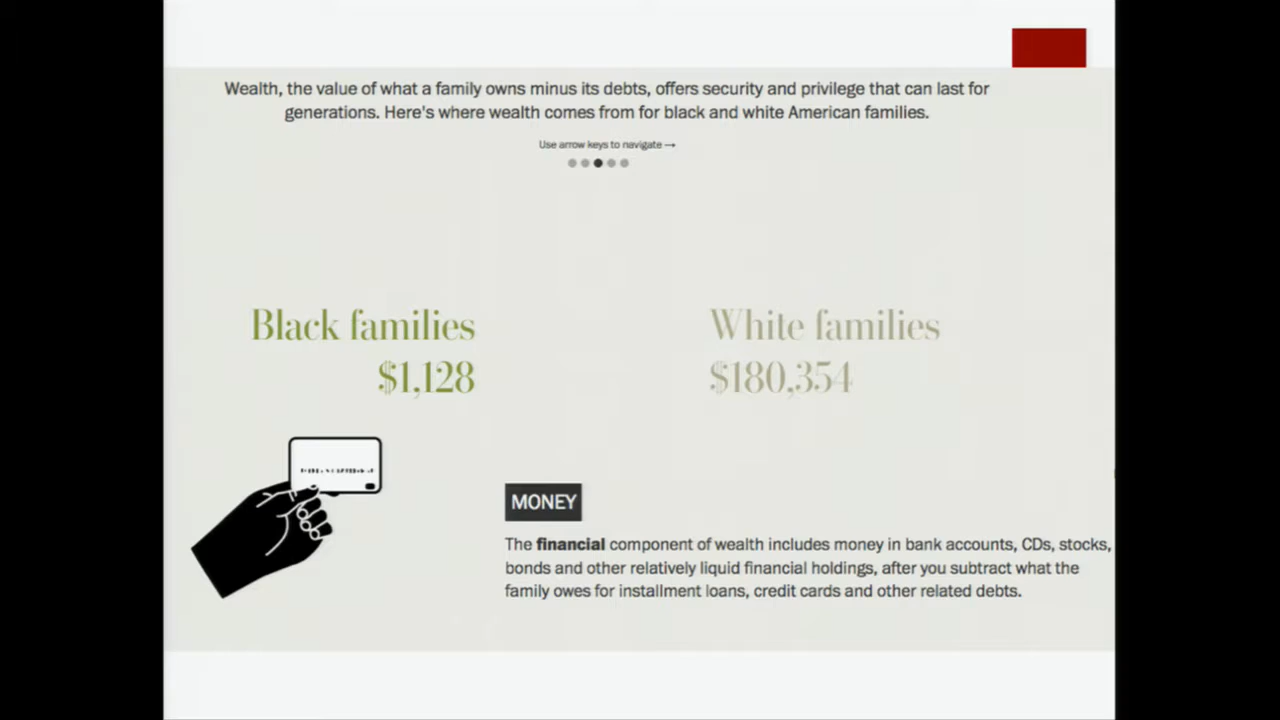 Wealth, the value of what a family owns minus its debts, offers security and privilege that can last for
generations. Here's where wealth comes from for black and white American families.
Use arrow keys to navigate →
Black families
$1,128
White families
$180,354
MONEY
The financial component of wealth includes money in bank accounts, CDs, stocks,
bonds and other relatively liquid financial holdings, after you subtract what the
family owes for installment loans, credit cards and other related debts.